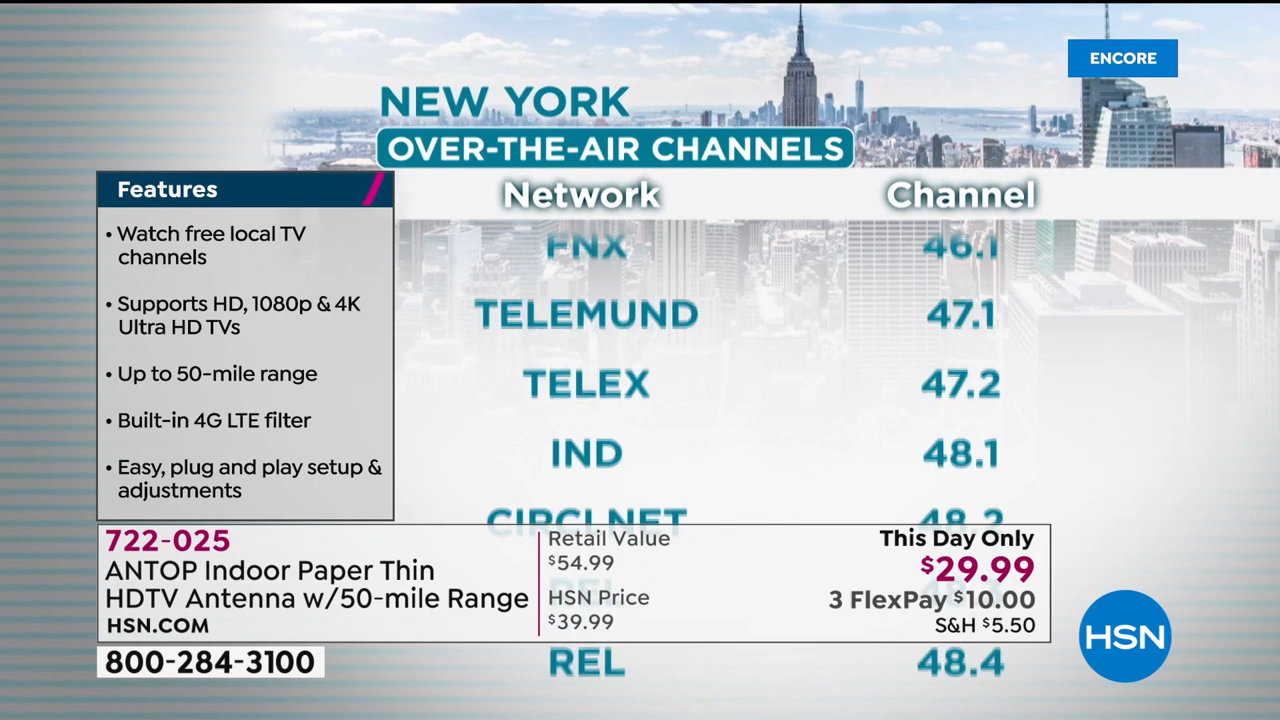 ENCORE
NEW YORK
OVER-THE-AIR CHANNELS
Network Channel
FNX 46.1
TELEMUND 47.1
TELEX 47.2
IND 48.1
CIRCLNET 48.2
REL 48.4
Features
• Watch free local TV
channels
• Supports HD, 1080p & 4K
Ultra HD TVs
• Up to 50-mile range
• Built-in 4G LTE filter
• Easy, plug and play setup &
adjustments
722-025
ANTOP Indoor Paper Thin
HDTV Antenna w/50-mile Range
HSN.COM
Retail Value
$54.99
HSN Price
$39.99
This Day Only
$29.99
3 FlexPay $10.00
S&H $5.50
800-284-3100
HSN